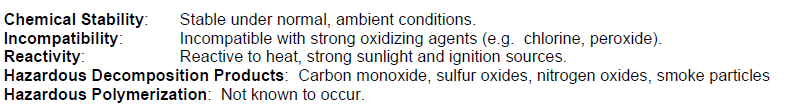 Chemical Stability: Stable under normal, ambient conditions.
Incompatibility: Incompatible with strong oxidizing agents (e.g. chlorine, peroxide).
Reactivity: Reactive to heat, strong sunlight and ignition sources.
Hazardous Decomposition Products: Carbon monoxide, sulfur oxides, nitrogen oxides, smoke particles
Hazardous Polymerization: Not known to occur.